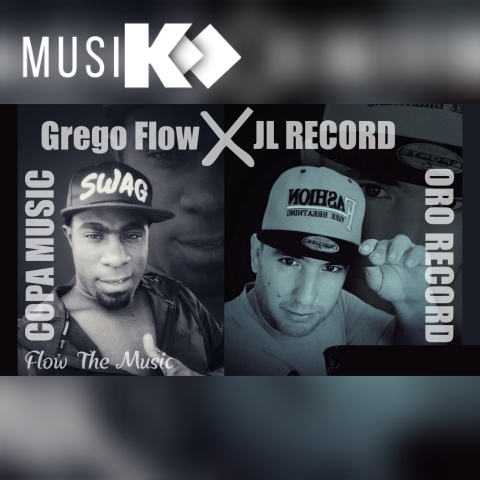 MUSIK
Grego Flow X JL RECORD
COPA MUSIC
SWAG
FASHION
FREE BREATHING
ORO RECORD
Flow The Music